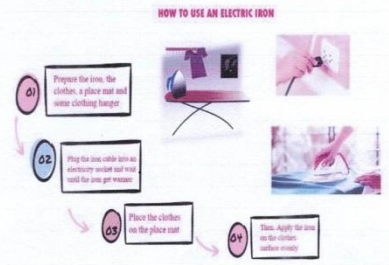 HOW TO USE AN ELECTRIC IRON
01
Prepare the iron, the
clothes, a place mat and
some clothing hanger
02
Plug the iron cable into an
electricity socket and wait
until the iron get warmer
03
Place the clothes
on the place mat
04
Then. Apply the iron
on the clothes
surface evenly